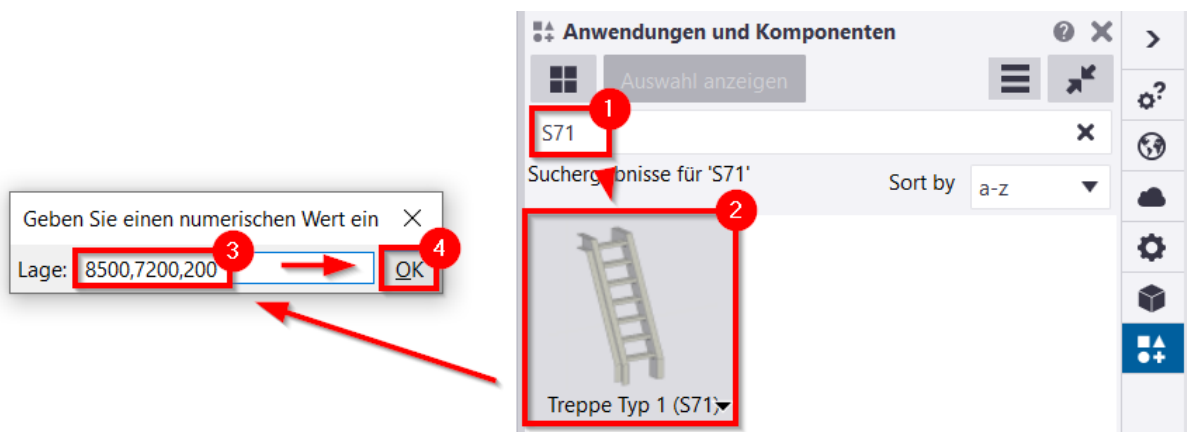 Anwendungen und Komponenten
Auswahl anzeigen
1
S71
Suchergebnisse für 'S71'
Sort by a-z
2
Treppe Typ 1 (S71)
Geben Sie einen numerischen Wert ein
3
4
Lage: 8500,7200,200 OK